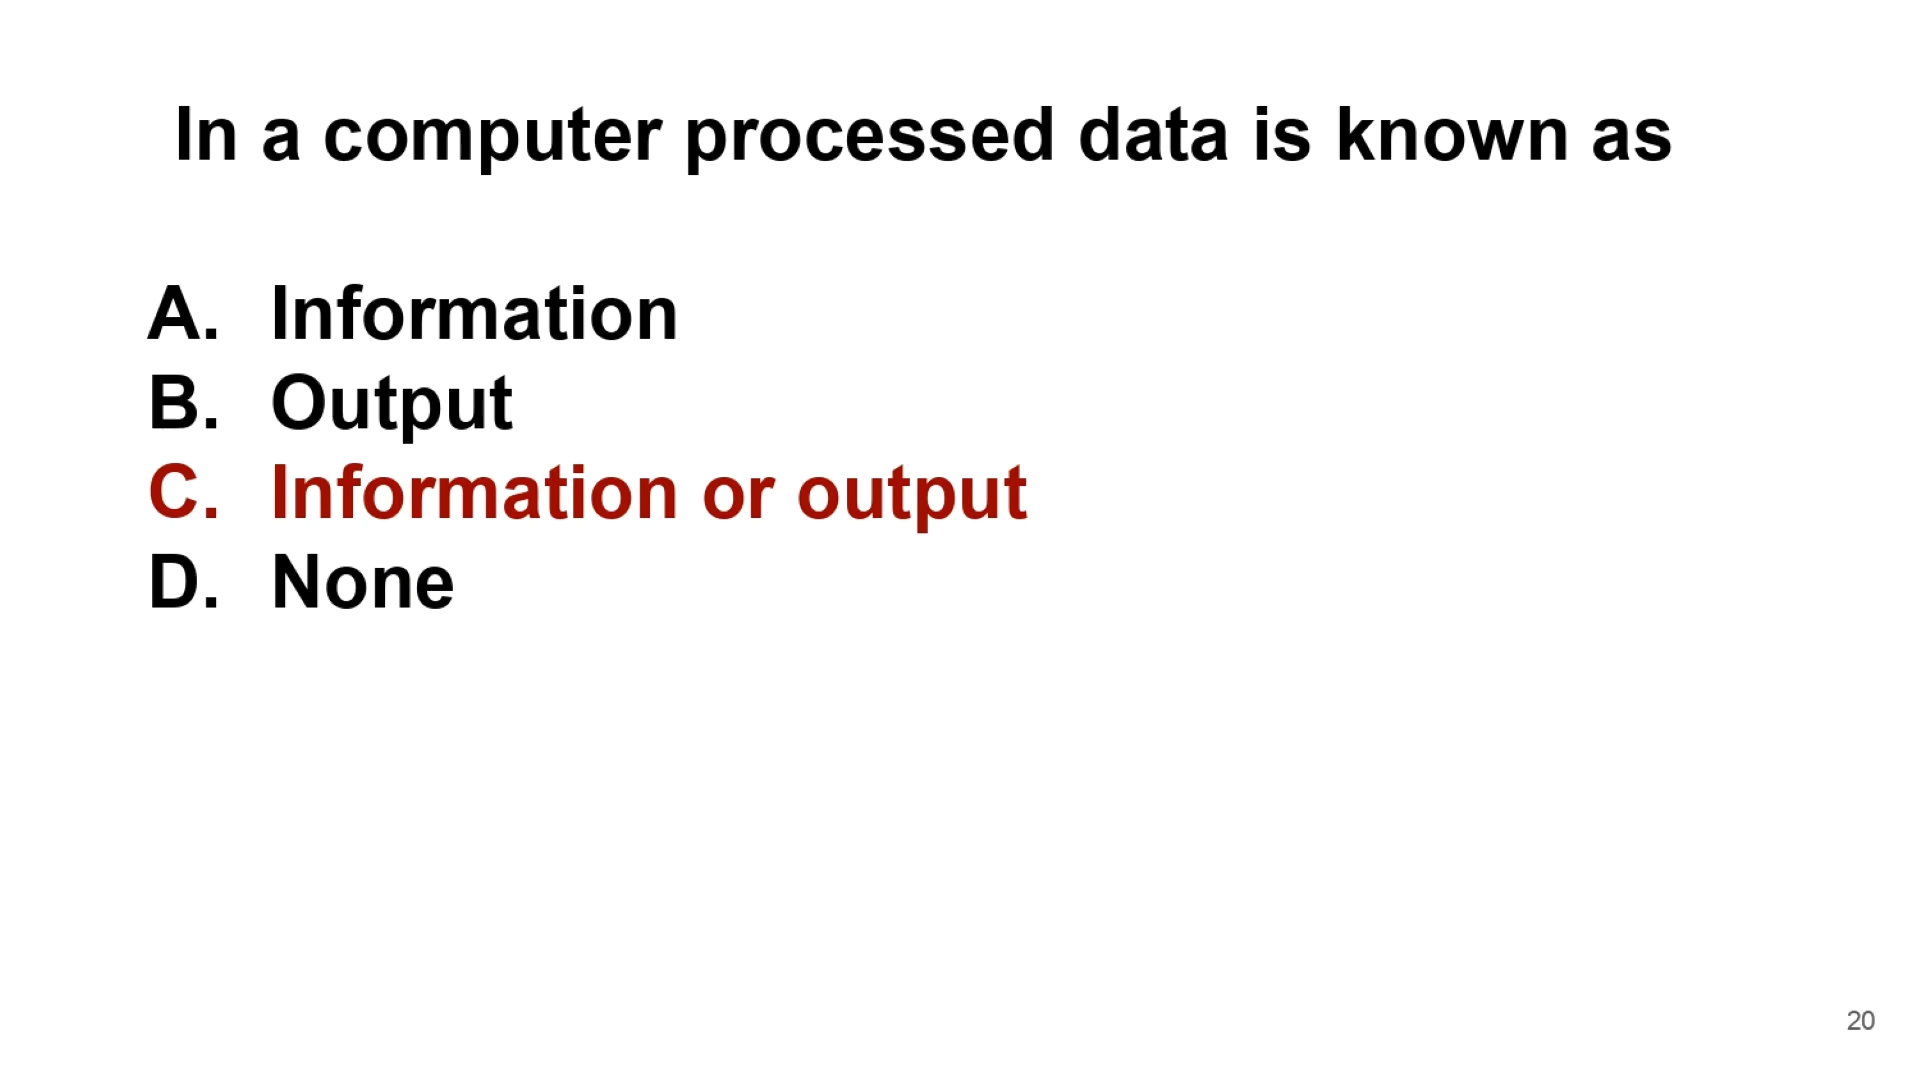 In a computer processed data is known as
A. Information
B. Output
C. Information or output
D. None
20